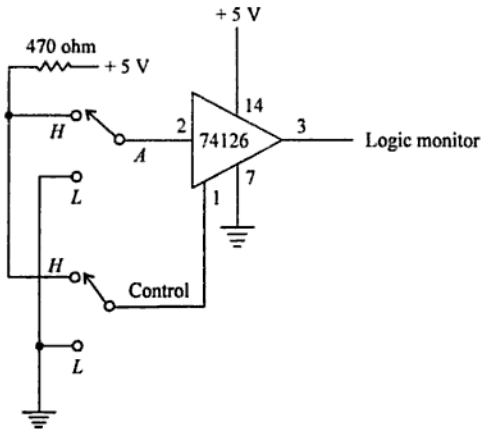 + 5 V
470 ohm
+ 5 V
14
H
2
74126
3
Logic monitor
A
7
L
1
H
Control
L